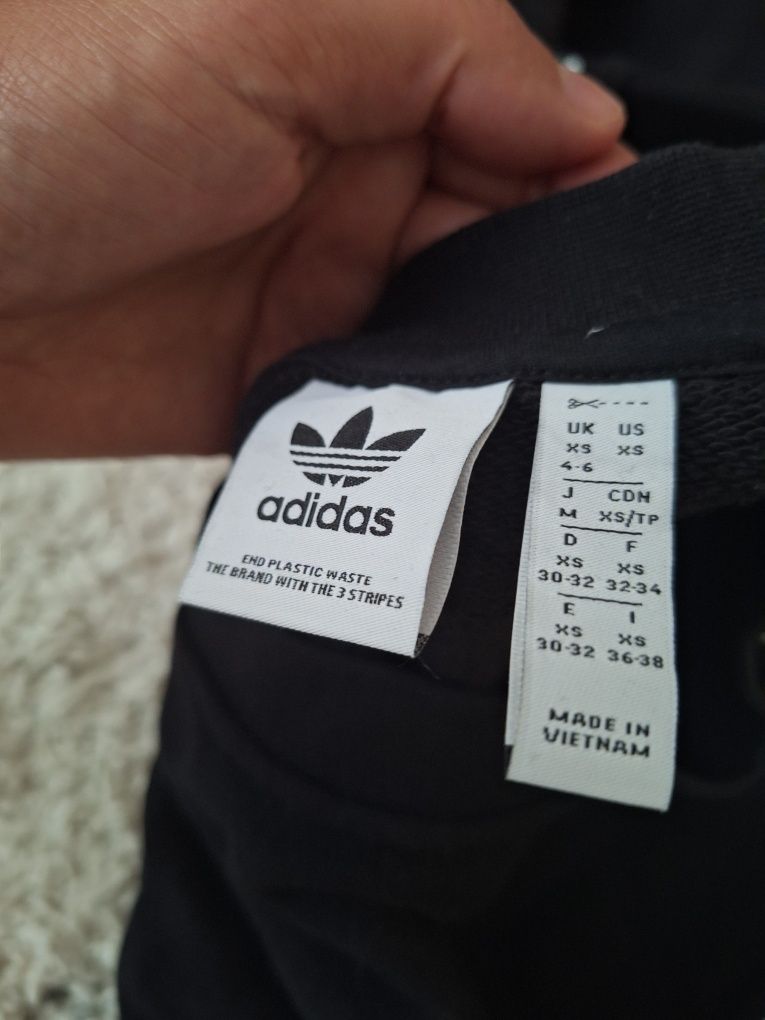 adidas
END PLASTIC WASTE
THE BRAND WITH THE 3 STRIPES
UK US
XS XS
4-6
J CDN
M XS/TP
D F
XS XS
30-32 32-34
E I
XS XS
30-32 36-38
MADE IN
VIETNAM